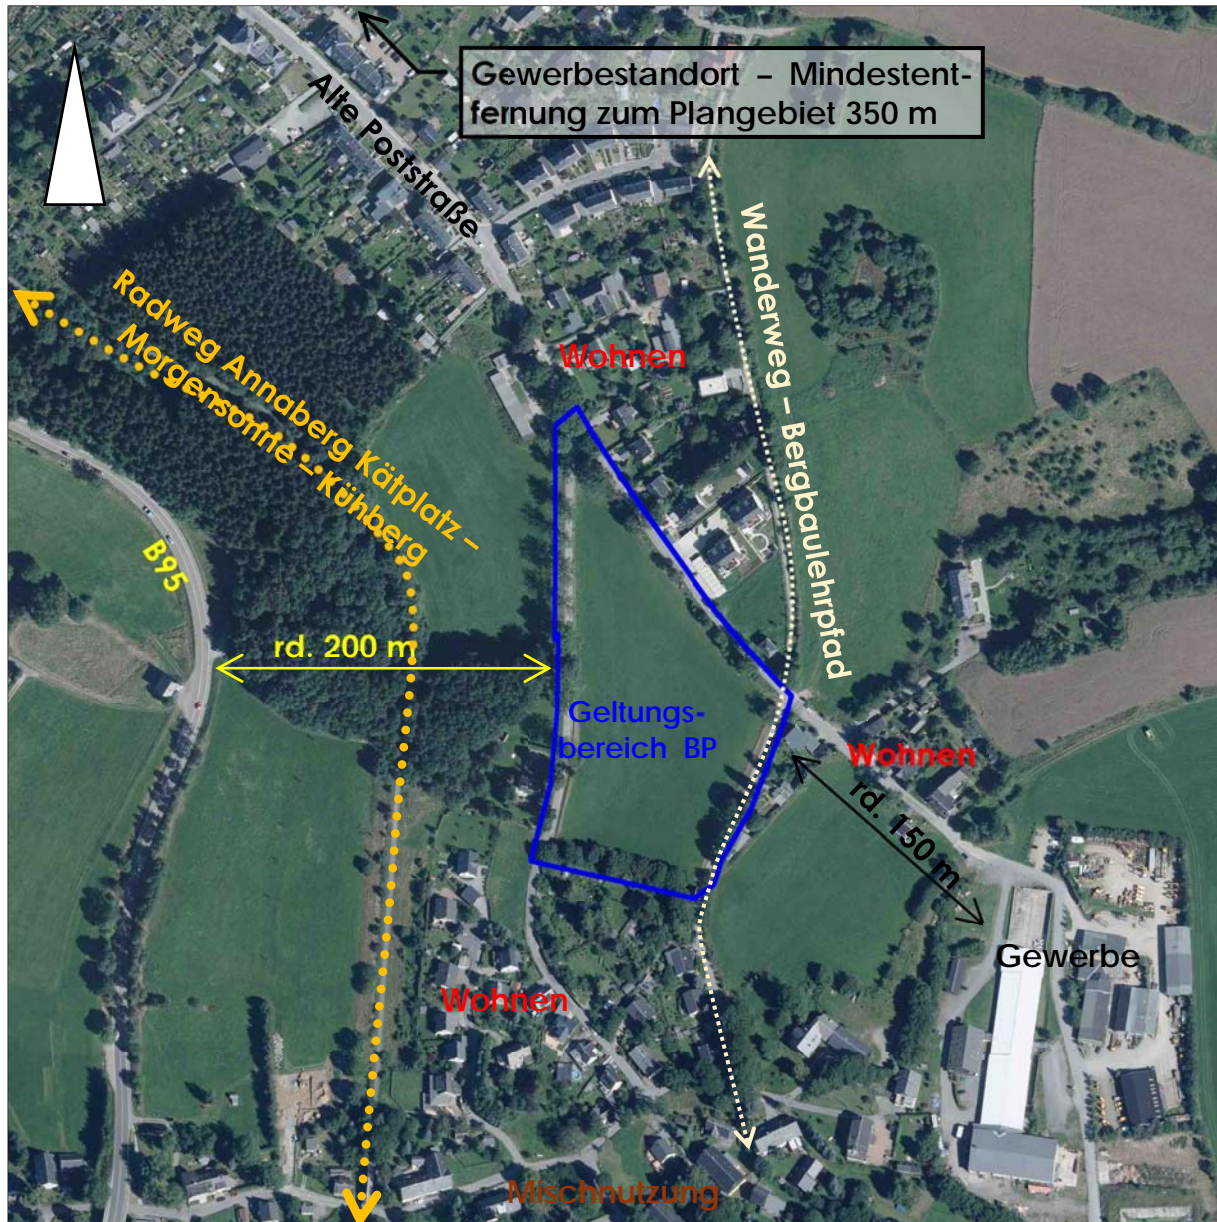 Gewerbestandort – Mindestent-
fernung zum Plangebiet 350 m
Alte Poststraße
Wanderweg – Bergbaulehrpfad
Radweg Annaberg Kätplatz –
Morgensonne – Kühberg
Wohnen
B95
rd. 200 m
Geltungs-
bereich BP
Wohnen
rd. 150 m
Gewerbe
Wohnen
Mischnutzung